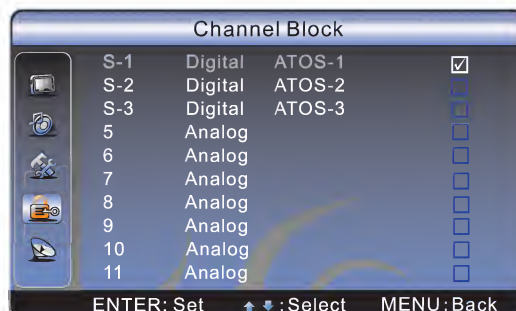 Channel Block
S-1 Digital ATOS-1
S-2 Digital ATOS-2
S-3 Digital ATOS-3
5 Analog
6 Analog
7 Analog
8 Analog
9 Analog
10 Analog
11 Analog
ENTER: Set : Select MENU: Back